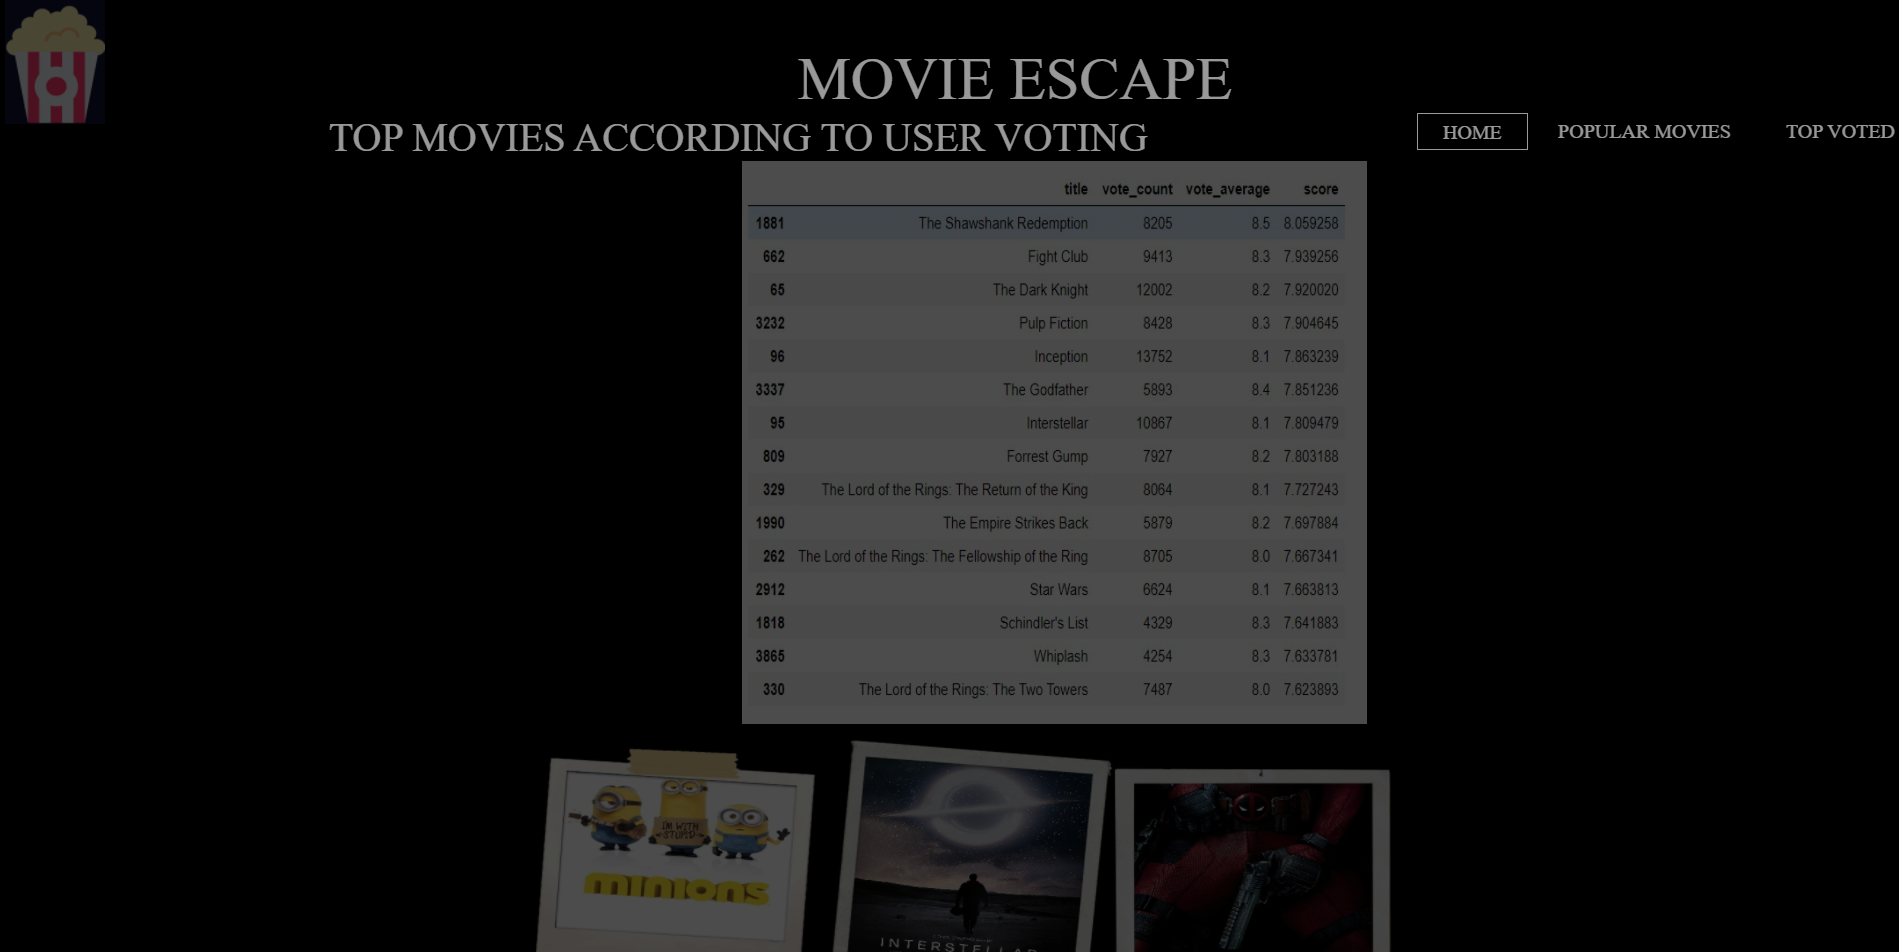 MOVIE ESCAPE
TOP MOVIES ACCORDING TO USER VOTING
HOME POPULAR MOVIES TOP VOTED
title vote_count vote_average score
1881 The Shawshank Redemption 8205 8.5 8.059258
662 Fight Club 9413 8.3 7.939256
65 The Dark Knight 12002 8.2 7.920020
3232 Pulp Fiction 8428 8.3 7.904645
96 Inception 13752 8.1 7.863239
3337 The Godfather 5893 8.4 7.851236
95 Interstellar 10867 8.1 7.809479
809 Forrest Gump 7927 8.2 7.803188
329 The Lord of the Rings: The Return of the King 8064 8.1 7.727243
1990 The Empire Strikes Back 5879 8.2 7.697884
262 The Lord of the Rings: The Fellowship of the Ring 8705 8.0 7.667341
2912 Star Wars 6624 8.1 7.663813
1818 Schindler's List 4329 8.3 7.641883
3865 Whiplash 4254 8.3 7.633781
330 The Lord of the Rings: The Two Towers 7487 8.0 7.623893
I'M WITH
STUPID
minions
INTERSTELLAR